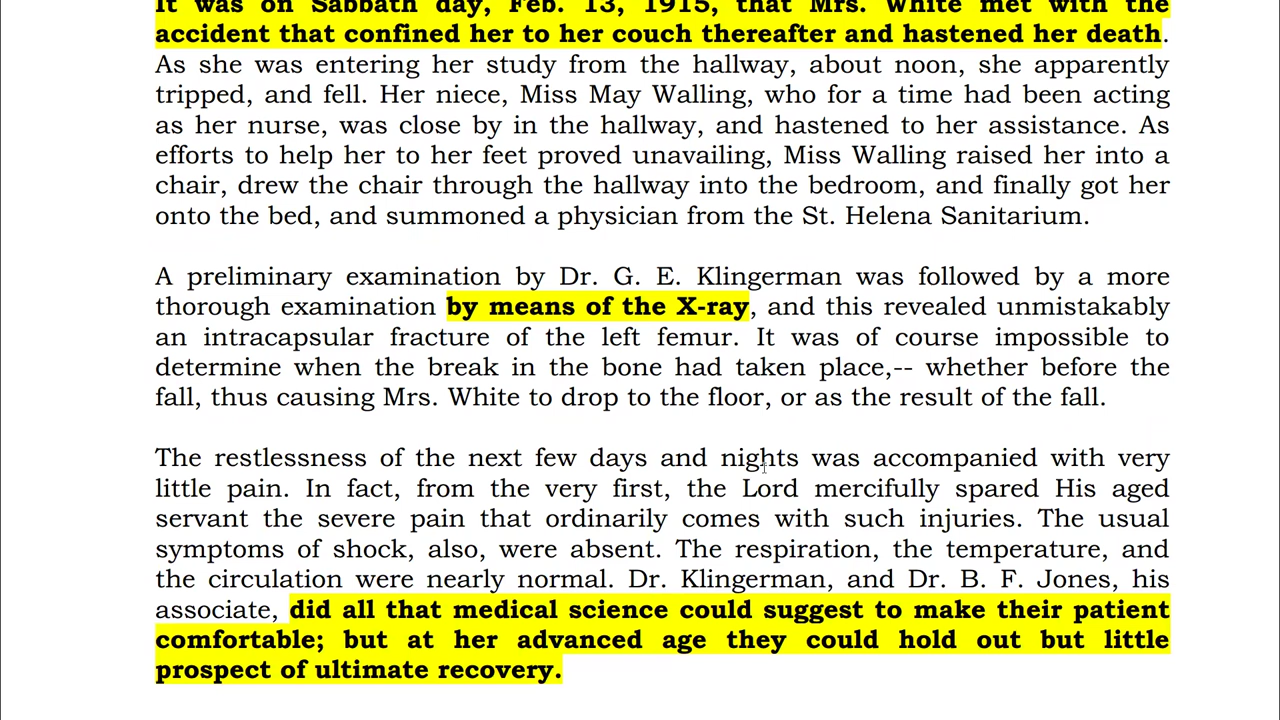 It was on Sabbath day, Feb. 13, 1915, that Mrs. White met with the
accident that confined her to her couch thereafter and hastened her death.
As she was entering her study from the hallway, about noon, she apparently
tripped, and fell. Her niece, Miss May Walling, who for a time had been acting
as her nurse, was close by in the hallway, and hastened to her assistance. As
efforts to help her to her feet proved unavailing, Miss Walling raised her into a
chair, drew the chair through the hallway into the bedroom, and finally got her
onto the bed, and summoned a physician from the St. Helena Sanitarium.
A preliminary examination by Dr. G. E. Klingerman was followed by a more
thorough examination by means of the X-ray, and this revealed unmistakably
an intracapsular fracture of the left femur. It was of course impossible to
determine when the break in the bone had taken place,-- whether before the
fall, thus causing Mrs. White to drop to the floor, or as the result of the fall.
The restlessness of the next few days and nights was accompanied with very
little pain. In fact, from the very first, the Lord mercifully spared His aged
servant the severe pain that ordinarily comes with such injuries. The usual
symptoms of shock, also, were absent. The respiration, the temperature, and
the circulation were nearly normal. Dr. Klingerman, and Dr. B. F. Jones, his
associate, did all that medical science could suggest to make their patient
comfortable; but at her advanced age they could hold out but little
prospect of ultimate recovery.